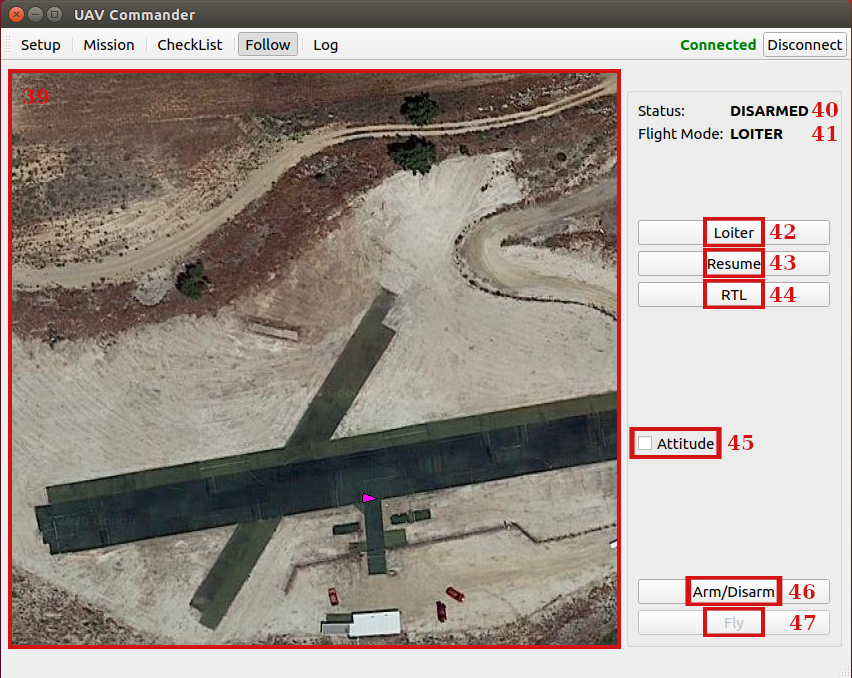 UAV Commander
Setup Mission CheckList Follow Log Connected Disconnect
39
Status: DISARMED 40
Flight Mode: LOITER 41
Loiter 42
Resume 43
RTL 44
Attitude 45
Arm/Disarm 46
Fly 47